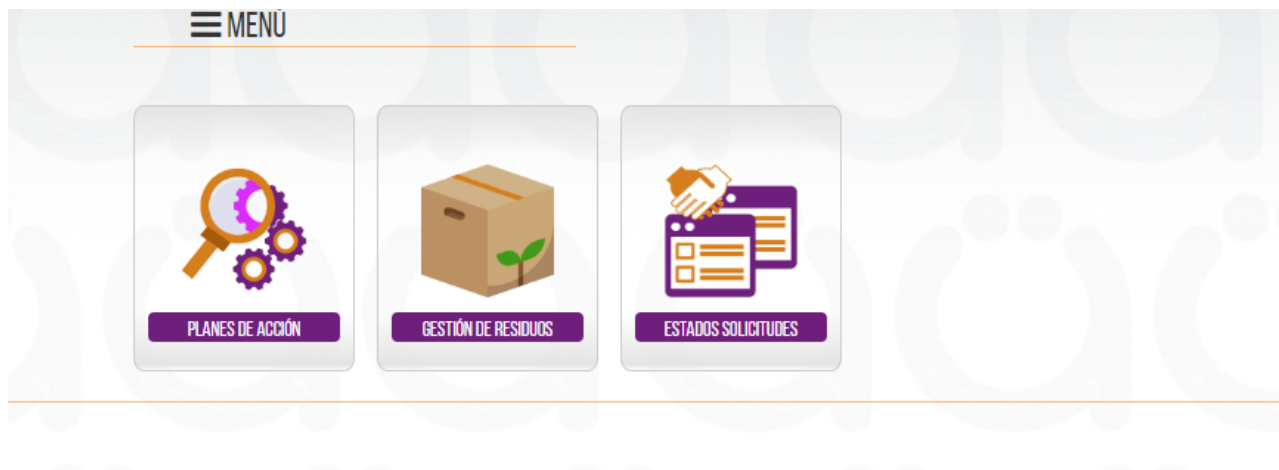 MENÚ
PLANES DE ACCIÓN
GESTIÓN DE RESIDUOS
ESTADOS SOLICITUDES